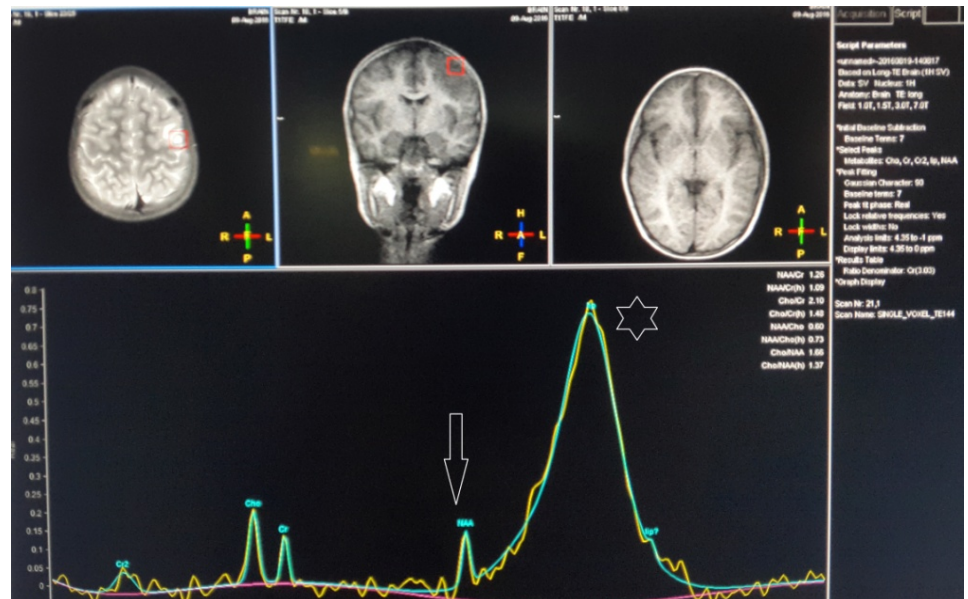 09-Aug-2016
A
R L
P
H
R A L
F
A
R L
P
Acquisition Script
Script Parameters
Based on Long-TE Brain (1H SV)
Data: SV Nucleus: 1H
Anatomy: Brain TE: long
Field: 1.0T, 1.5T, 3.0T, 7.0T
*Initial Baseline Subtraction
Baseline Terms: 7
*Select Peaks
Metabolites: Cho, Cr, Cr2, lip, NAA
*Peak Fitting
Gaussian Character: 50
Baseline terms: 7
Peak fit phase: Real
Lock relative frequencies: Yes
Lock widths: No
Analysis limits: 4.35 to -1 ppm
Display limits: 4.35 to 0 ppm
*Results Table
Ratio Denominator: Cr(3.03)
*Graph Display
Scan Nr: 21,1
Scan Name: SINGLE_VOXEL_TE144
NAA/Cr 1.26
NAA/Cr(h) 1.09
Cho/Cr 2.10
Cho/Cr(h) 1.48
NAA/Cho 0.60
NAA/Cho(h) 0.73
Cho/NAA 1.66
Cho/NAA(h) 1.37
0.8
0.75
0.7
0.65
0.6
0.55
0.5
0.45
0.4
0.35
0.3
0.25
0.2
0.15
0.1
0.05
0
Cr2
Cho
Cr
NAA